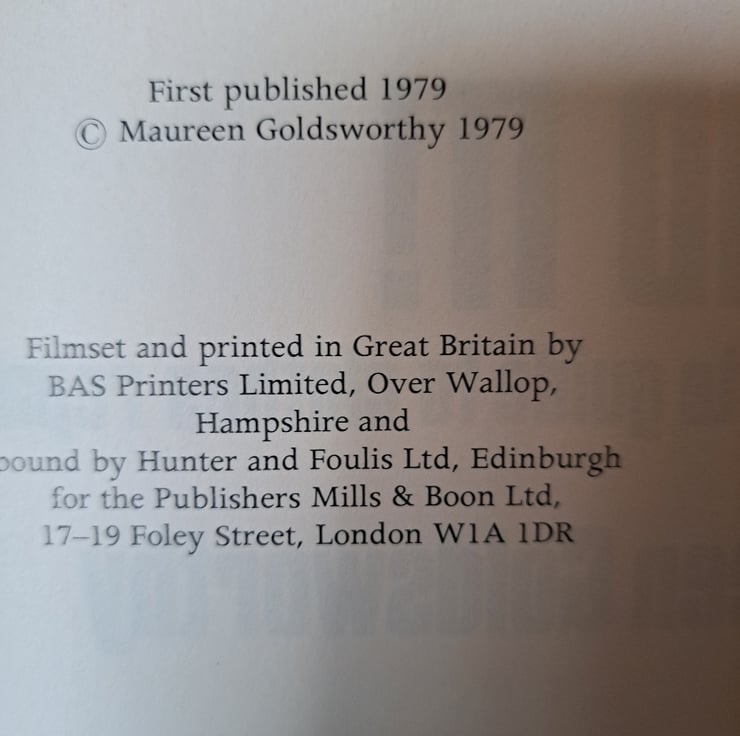 First published 1979
© Maureen Goldsworthy 1979
Filmset and printed in Great Britain by
BAS Printers Limited, Over Wallop,
Hampshire and
bound by Hunter and Foulis Ltd, Edinburgh
for the Publishers Mills & Boon Ltd,
17–19 Foley Street, London W1A 1DR